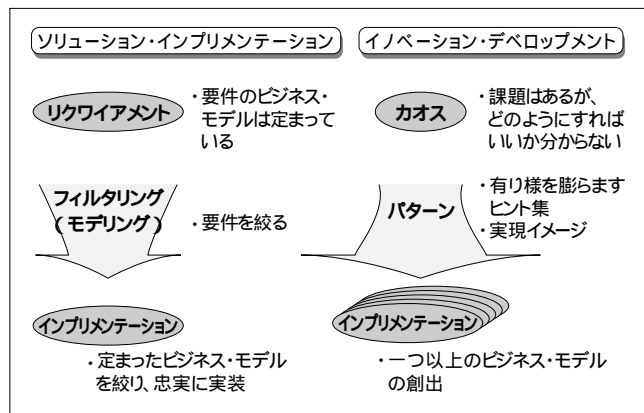 ソリューション・インプリメンテーション
リクワイアメント
・要件のビジネス・
モデルは定まって
いる
フィルタリング
(モデリング)
・要件を絞る
インプリメンテーション
・定まったビジネス・モデル
を絞り、忠実に実装
イノベーション・デベロップメント
カオス
・課題はあるが、
どのようにすれば
いいか分からない
パターン
・有り様を膨らます
ヒント集
・実現イメージ
インプリメンテーション
・一つ以上のビジネス・モデル
の創出